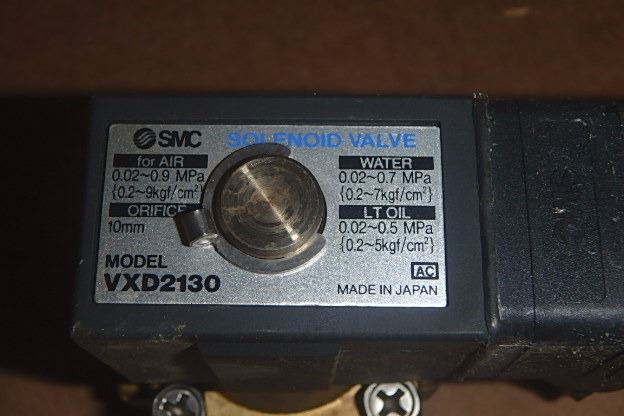 SMC SOLENOID VALVE
for AIR
0.02~0.9 MPa
{0.2~9kgf/cm²}
ORIFICE
10mm
WATER
0.02~0.7 MPa
{0.2~7kgf/cm²}
LT OIL
0.02~0.5 MPa
{0.2~5kgf/cm²}
AC
MODEL
VXD2130
MADE IN JAPAN